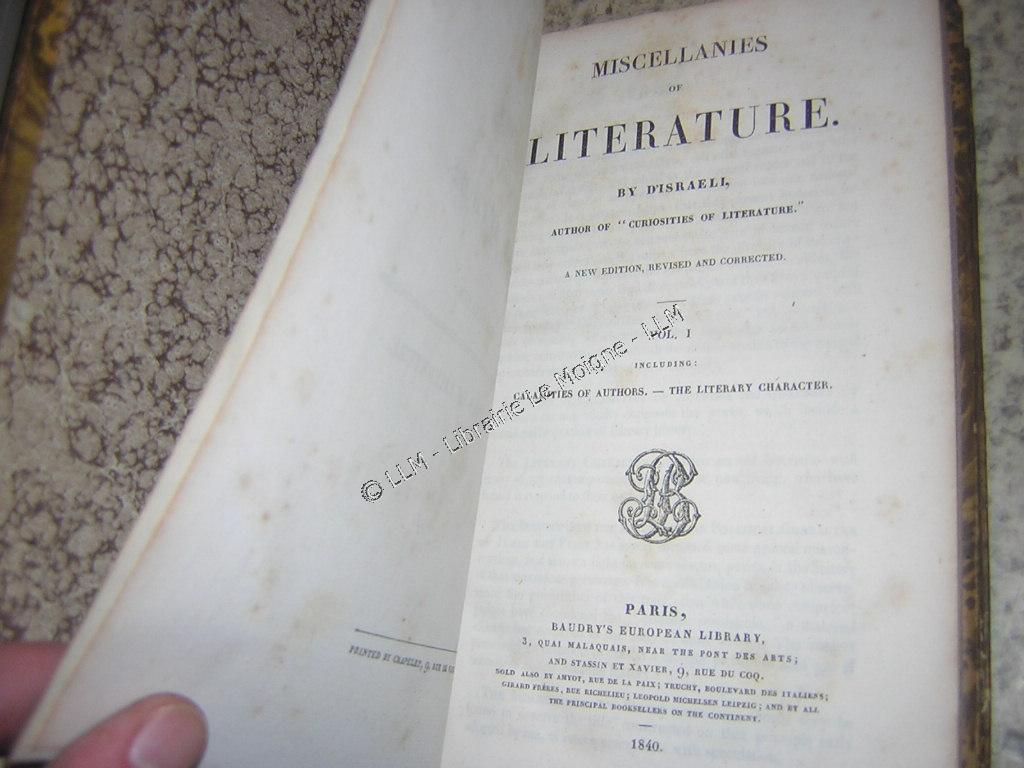 MISCELLANIES
OF
LITERATURE.
BY D'ISRAELI,
AUTHOR OF "CURIOSITIES OF LITERATURE."
A NEW EDITION, REVISED AND CORRECTED.
VOL. I
INCLUDING:
CALAMITIES OF AUTHORS. — THE LITERARY CHARACTER.
© LLM - Librairie Le Moigne - LLM
PARIS,
BAUDRY'S EUROPEAN LIBRARY,
3, QUAI MALAQUAIS, NEAR THE PONT DES ARTS;
AND STASSIN ET XAVIER, 9, RUE DU COQ.
SOLD ALSO BY AMYOT, RUE DE LA PAIX; TRUCHY, BOULEVARD DES ITALIENS;
GIRARD FRÈRES, RUE RICHELIEU; LEOPOLD MICHELSEN LEIPZIG; AND BY ALL
THE PRINCIPAL BOOKSELLERS ON THE CONTINENT.
1840.
PRINTED BY CRAPELET, 9, RUE